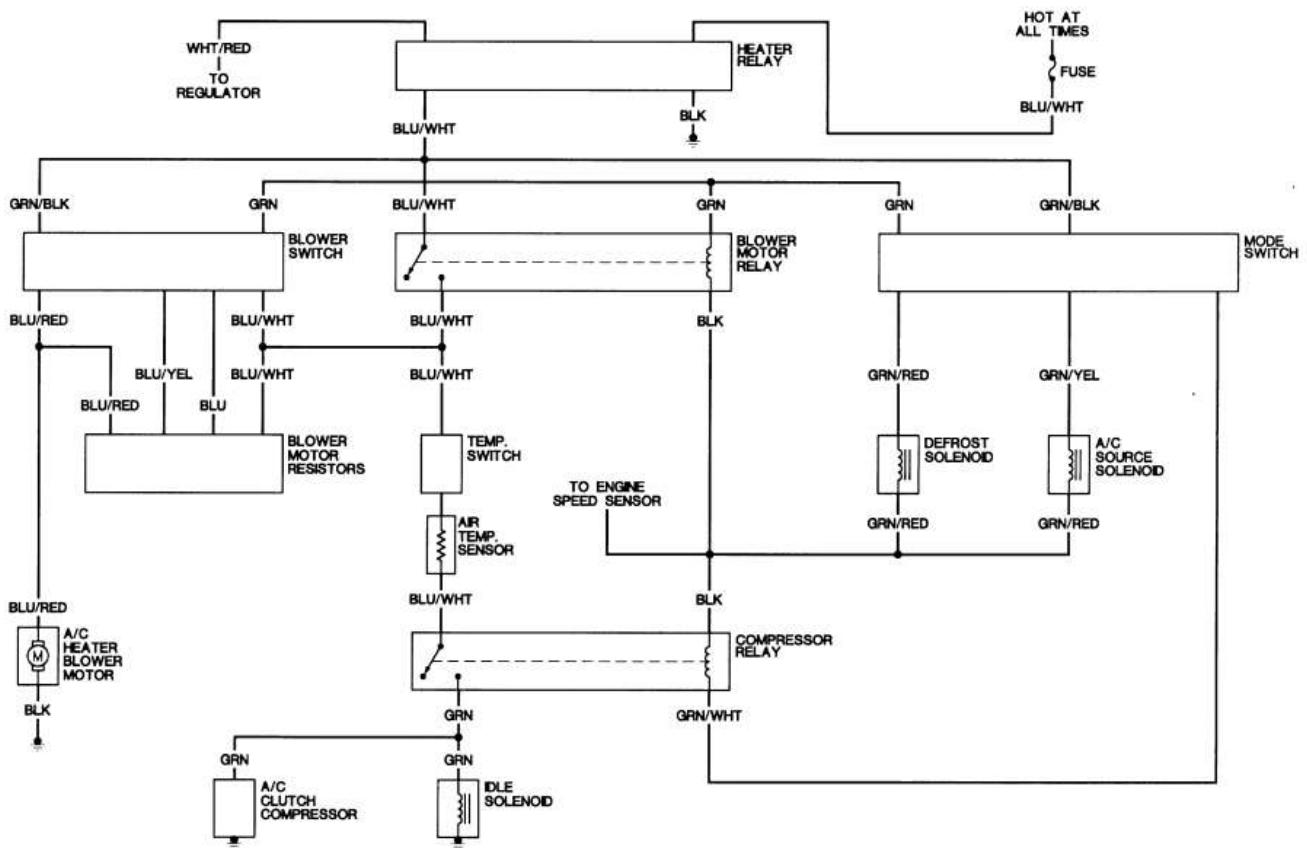 HOT AT
ALL TIMES
WHT/RED
TO
REGULATOR
HEATER
RELAY
FUSE
BLU/WHT
BLU/WHT
BLK
GRN/BLK
GRN
BLU/WHT
GRN
GRN
GRN/BLK
BLOWER
SWITCH
BLOWER
MOTOR
RELAY
MODE
SWITCH
BLU/RED
BLU/WHT
BLU/WHT
BLK
BLU/YEL
BLU/WHT
BLU/WHT
GRN/RED
GRN/YEL
BLU/RED
BLU
BLOWER
MOTOR
RESISTORS
TEMP.
SWITCH
DEFROST
SOLENOID
A/C
SOURCE
SOLENOID
TO ENGINE
SPEED SENSOR
AIR
TEMP.
SENSOR
GRN/RED
GRN/RED
BLU/RED
BLU/WHT
BLK
A/C
HEATER
BLOWER
MOTOR
M
COMPRESSOR
RELAY
BLK
GRN
GRN/WHT
GRN
GRN
A/C
CLUTCH
COMPRESSOR
IDLE
SOLENOID